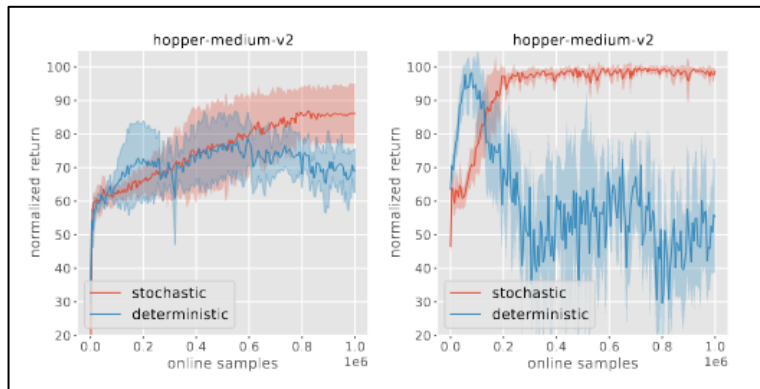 hopper-medium-v2
normalized return
100
90
80
70
60
50
40
30
20
stochastic
deterministic
0.0 0.2 0.4 0.6 0.8 1.0
online samples
1e6
hopper-medium-v2
normalized return
100
90
80
70
60
50
40
30
20
stochastic
deterministic
0.0 0.2 0.4 0.6 0.8 1.0
online samples
1e6